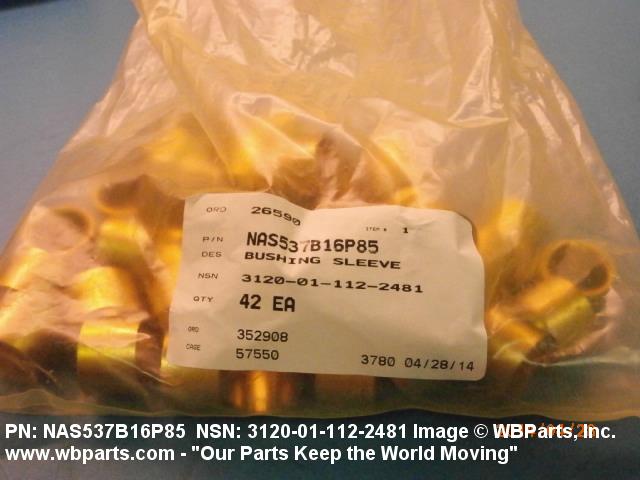 ORD 26590 ITEM # 1
P/N NAS537B16P85
DES BUSHING SLEEVE
NSN 3120-01-112-2481
QTY 42 EA
ORD 352908
CAGE 57550 3780 04/28/14
PN: NAS537B16P85 NSN: 3120-01-112-2481 Image © WBParts, Inc.
www.wbparts.com - "Our Parts Keep the World Moving"